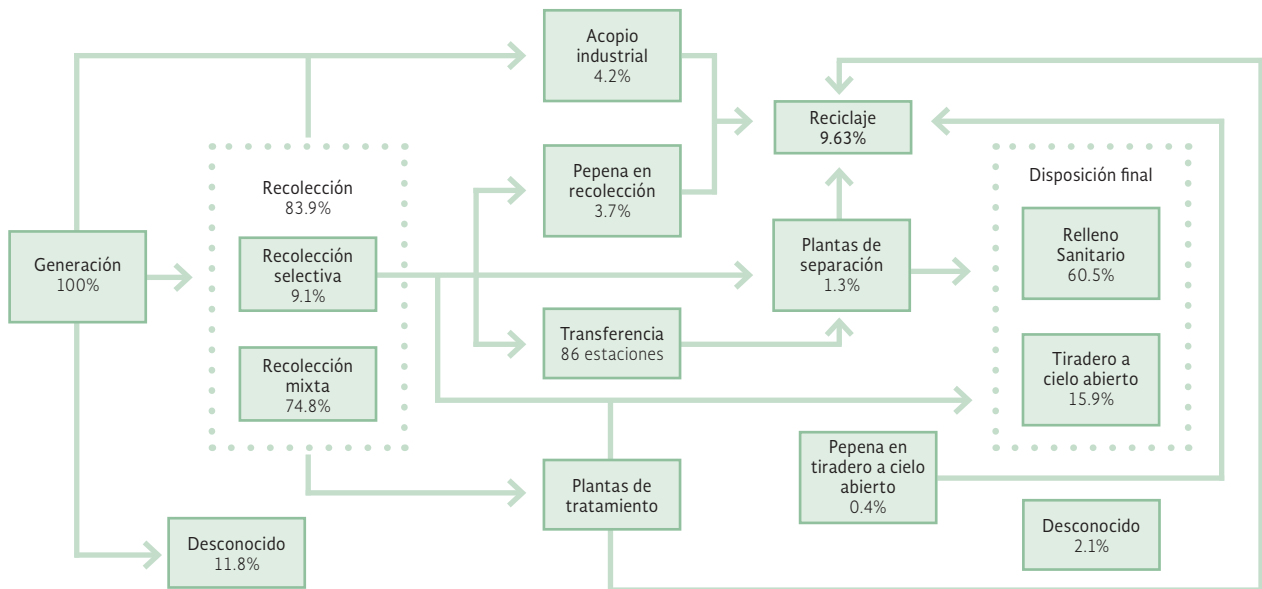 Generación
100%
Recolección
83.9%
Recolección
selectiva
9.1%
Recolección
mixta
74.8%
Desconocido
11.8%
Acopio
industrial
4.2%
Pepena en
recolección
3.7%
Transferencia
86 estaciones
Plantas de
tratamiento
Reciclaje
9.63%
Plantas de
separación
1.3%
Pepena en
tiradero a cielo
abierto
0.4%
Disposición final
Relleno
Sanitario
60.5%
Tiradero a
cielo abierto
15.9%
Desconocido
2.1%